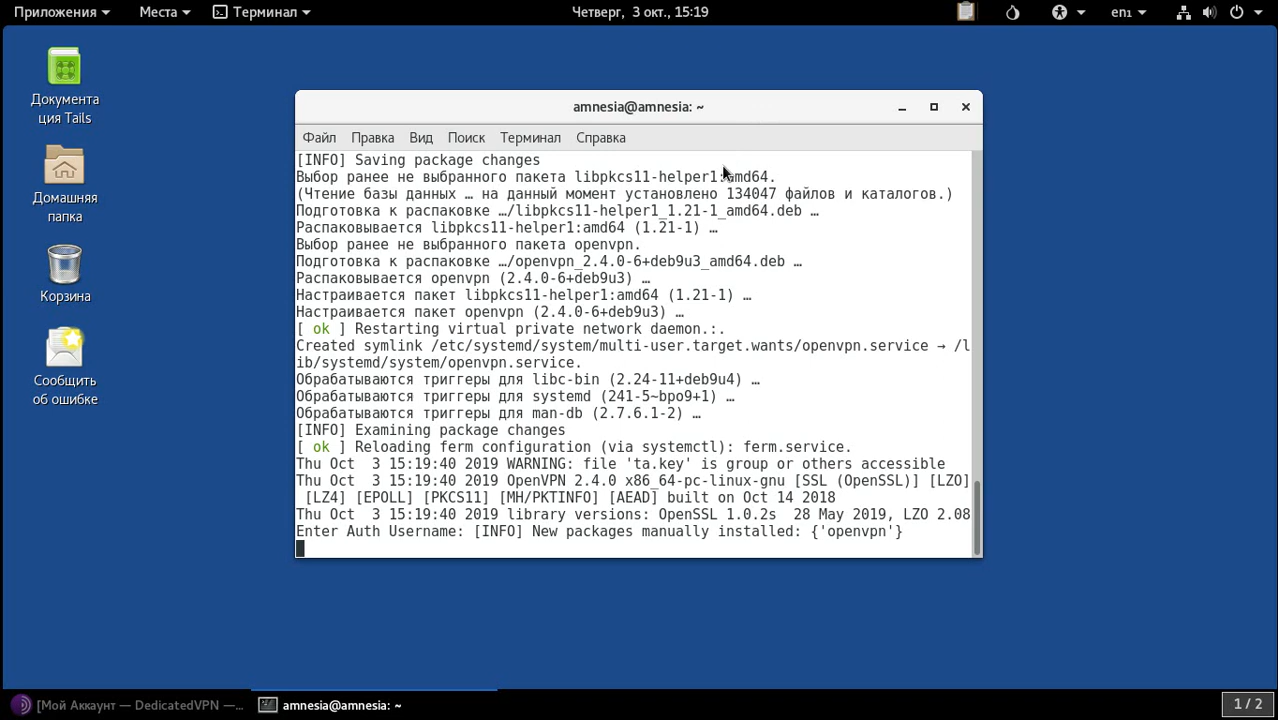 Приложения Места Терминал Четверг, 3 окт., 15:19 en₁
Документа
ция Tails
Домашняя
папка
Корзина
Сообщить
об ошибке
amnesia@amnesia: ~
Файл Правка Вид Поиск Терминал Справка
[INFO] Saving package changes
Выбор ранее не выбранного пакета libpkcs11-helper1:amd64.
(Чтение базы данных … на данный момент установлено 134047 файлов и каталогов.)
Подготовка к распаковке …/libpkcs11-helper1_1.21-1_amd64.deb …
Распаковывается libpkcs11-helper1:amd64 (1.21-1) …
Выбор ранее не выбранного пакета openvpn.
Подготовка к распаковке …/openvpn_2.4.0-6+deb9u3_amd64.deb …
Распаковывается openvpn (2.4.0-6+deb9u3) …
Настраивается пакет libpkcs11-helper1:amd64 (1.21-1) …
Настраивается пакет openvpn (2.4.0-6+deb9u3) …
[ ok ] Restarting virtual private network daemon.:.
Created symlink /etc/systemd/system/multi-user.target.wants/openvpn.service → /l
ib/systemd/system/openvpn.service.
Обрабатываются триггеры для libc-bin (2.24-11+deb9u4) …
Обрабатываются триггеры для systemd (241-5~bpo9+1) …
Обрабатываются триггеры для man-db (2.7.6.1-2) …
[INFO] Examining package changes
[ ok ] Reloading ferm configuration (via systemctl): ferm.service.
Thu Oct  3 15:19:40 2019 WARNING: file 'ta.key' is group or others accessible
Thu Oct  3 15:19:40 2019 OpenVPN 2.4.0 x86_64-pc-linux-gnu [SSL (OpenSSL)] [LZO]
[LZ4] [EPOLL] [PKCS11] [MH/PKTINFO] [AEAD] built on Oct 14 2018
Thu Oct  3 15:19:40 2019 library versions: OpenSSL 1.0.2s  28 May 2019, LZO 2.08
Enter Auth Username: [INFO] New packages manually installed: {'openvpn'}
[Мой Аккаунт — DedicatedVPN —... amnesia@amnesia: ~ 1 / 2